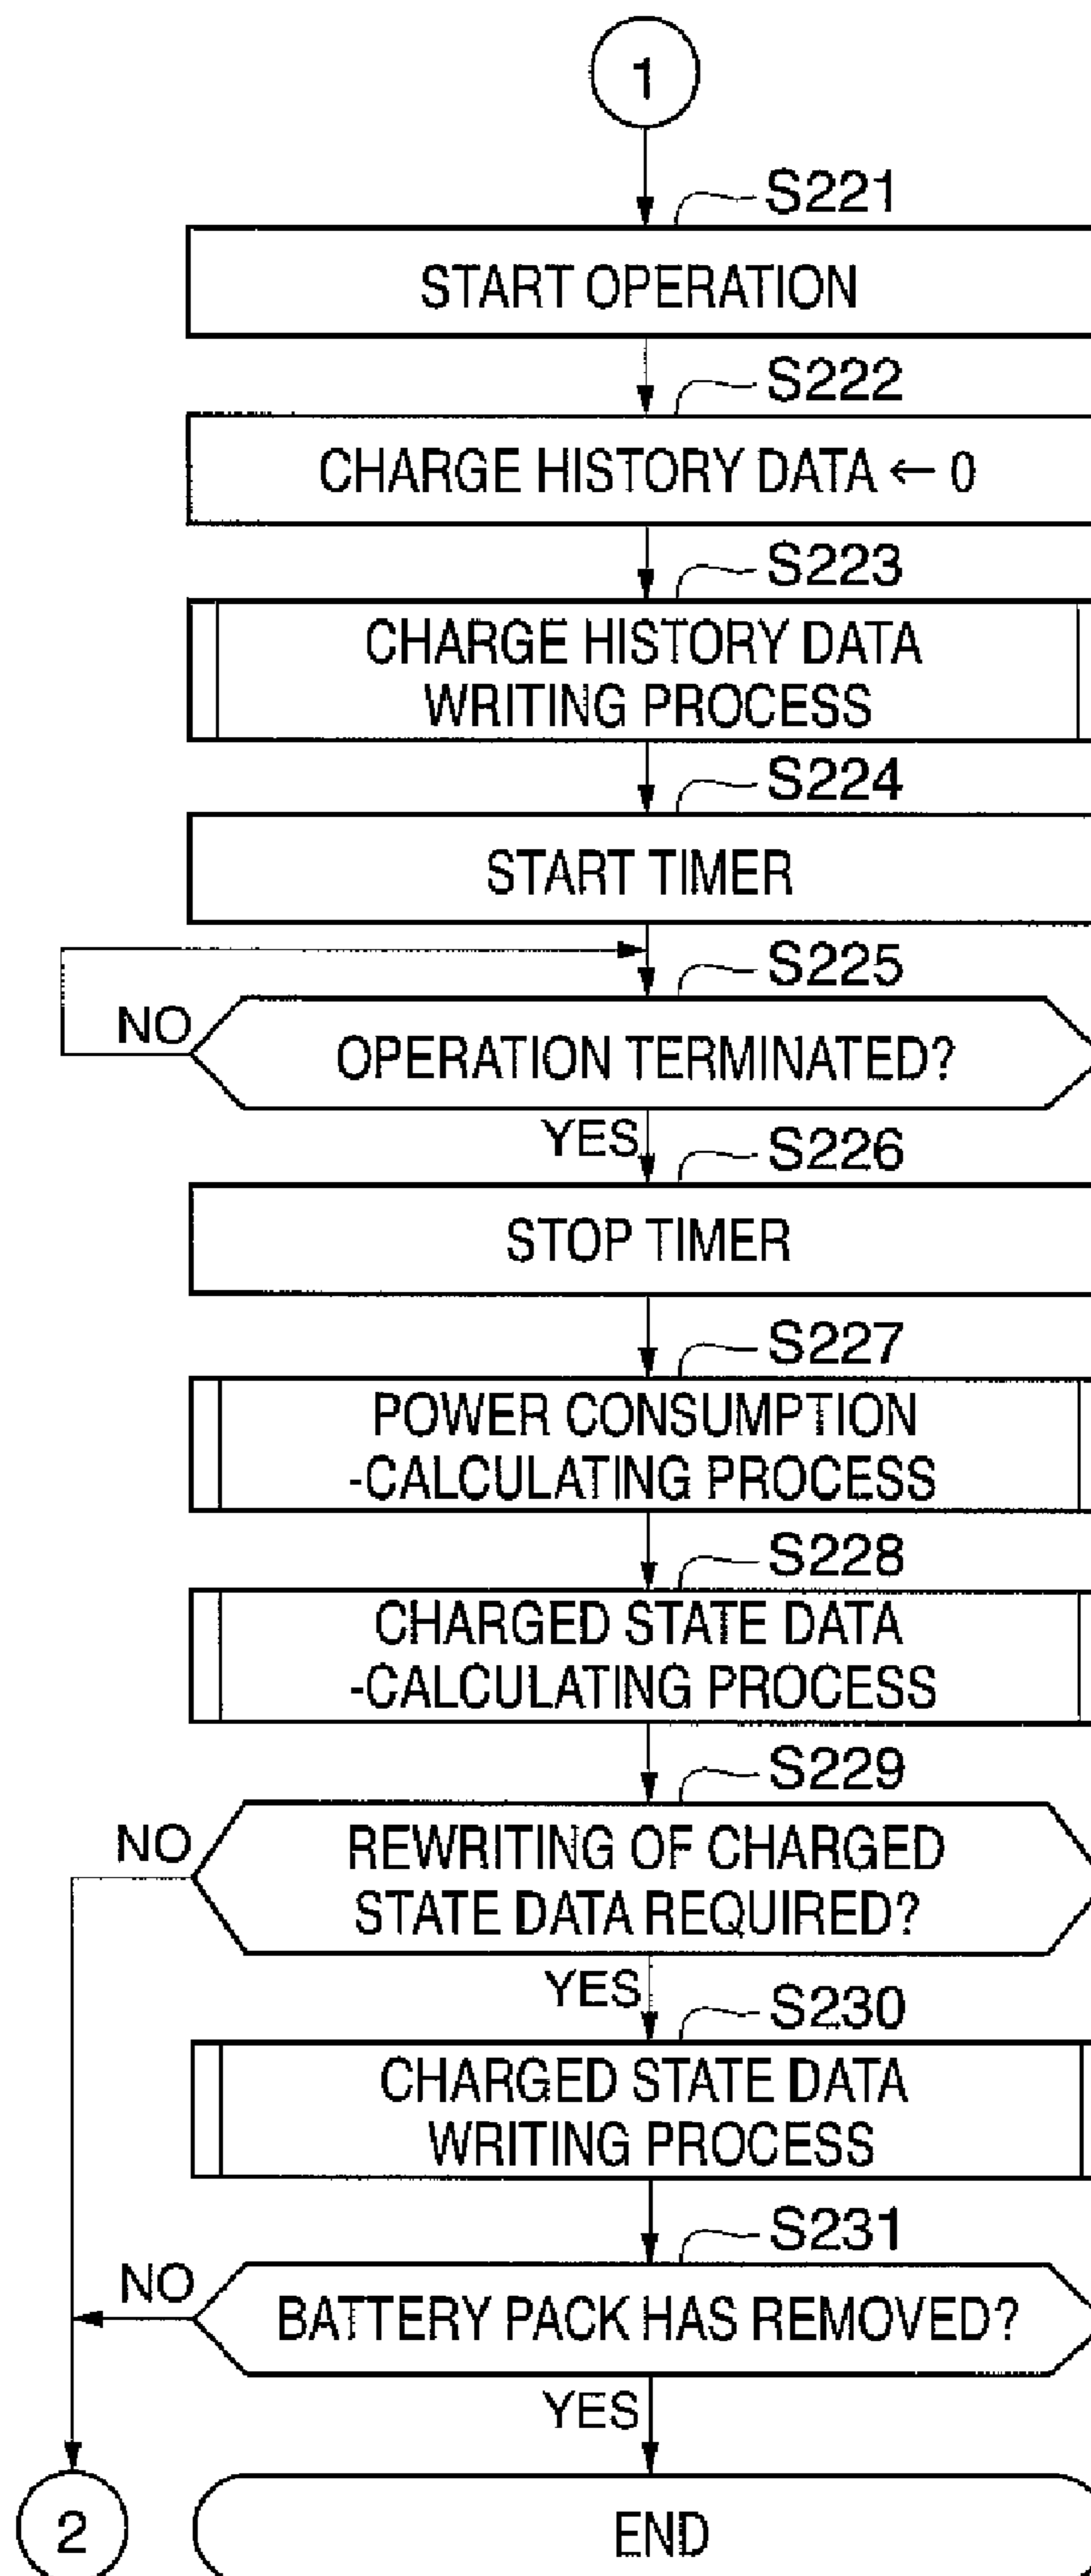 1
S221
START OPERATION
S222
CHARGE HISTORY DATA ← 0
S223
CHARGE HISTORY DATA
WRITING PROCESS
S224
START TIMER
S225
NO
OPERATION TERMINATED?
YES
S226
STOP TIMER
S227
POWER CONSUMPTION
-CALCULATING PROCESS
S228
CHARGED STATE DATA
-CALCULATING PROCESS
S229
NO
REWRITING OF CHARGED
STATE DATA REQUIRED?
YES
S230
CHARGED STATE DATA
WRITING PROCESS
S231
NO
BATTERY PACK HAS REMOVED?
YES
2
END